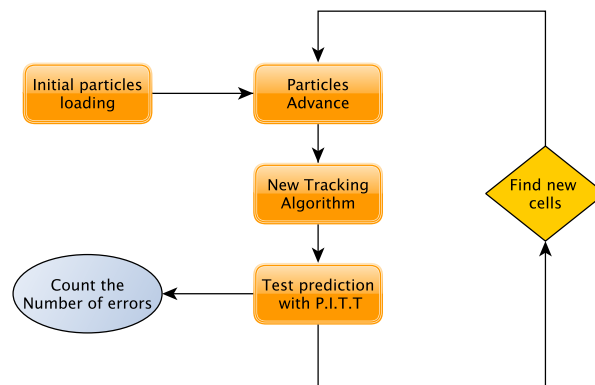 Initial particles
loading
Particles
Advance
New Tracking
Algorithm
Find new
cells
Test prediction
with P.I.T.T
Count the
Number of errors